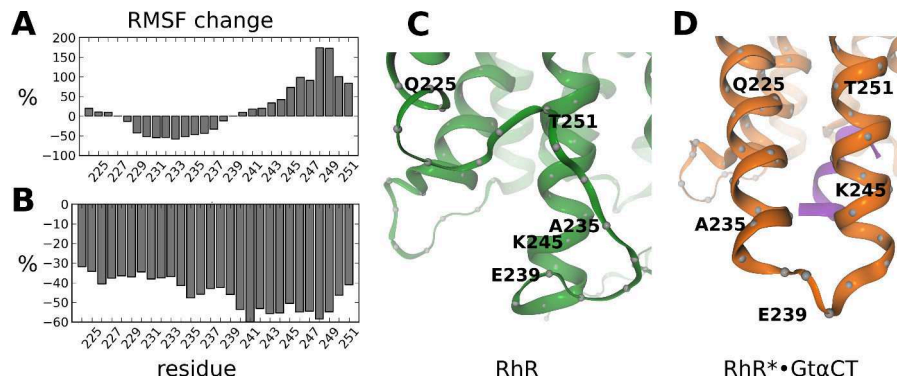 A
RMSF change
200
150
100
50
0
−50
−100
%
225 227 229 231 233 235 237 239 241 243 245 247 249 251
B
0
−10
−20
−30
−40
−50
−60
%
225 227 229 231 233 235 237 239 241 243 245 247 249 251
residue
C
Q225
T251
A235
K245
E239
RhR
D
Q225
T251
K245
A235
E239
RhR*•GtαCT